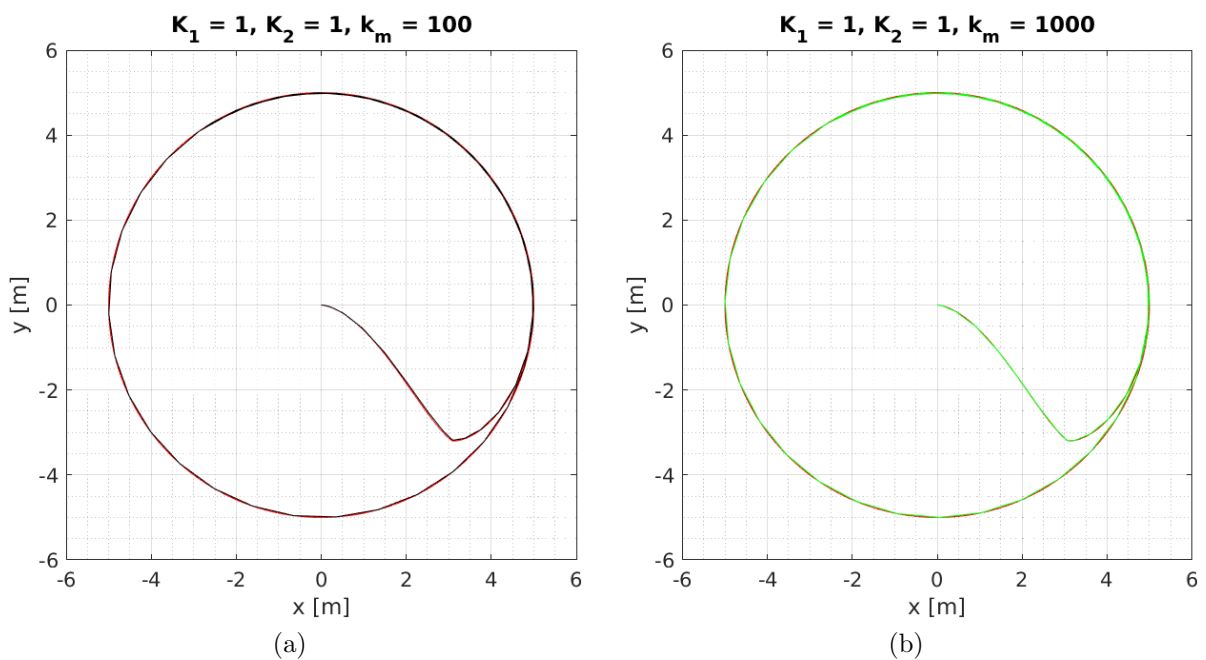 K1 = 1, K2 = 1, km = 100
6
4
2
0
-2
-4
-6
y [m]
-6 -4 -2 0 2 4 6
x [m]
(a)
K1 = 1, K2 = 1, km = 1000
6
4
2
0
-2
-4
-6
y [m]
-6 -4 -2 0 2 4 6
x [m]
(b)